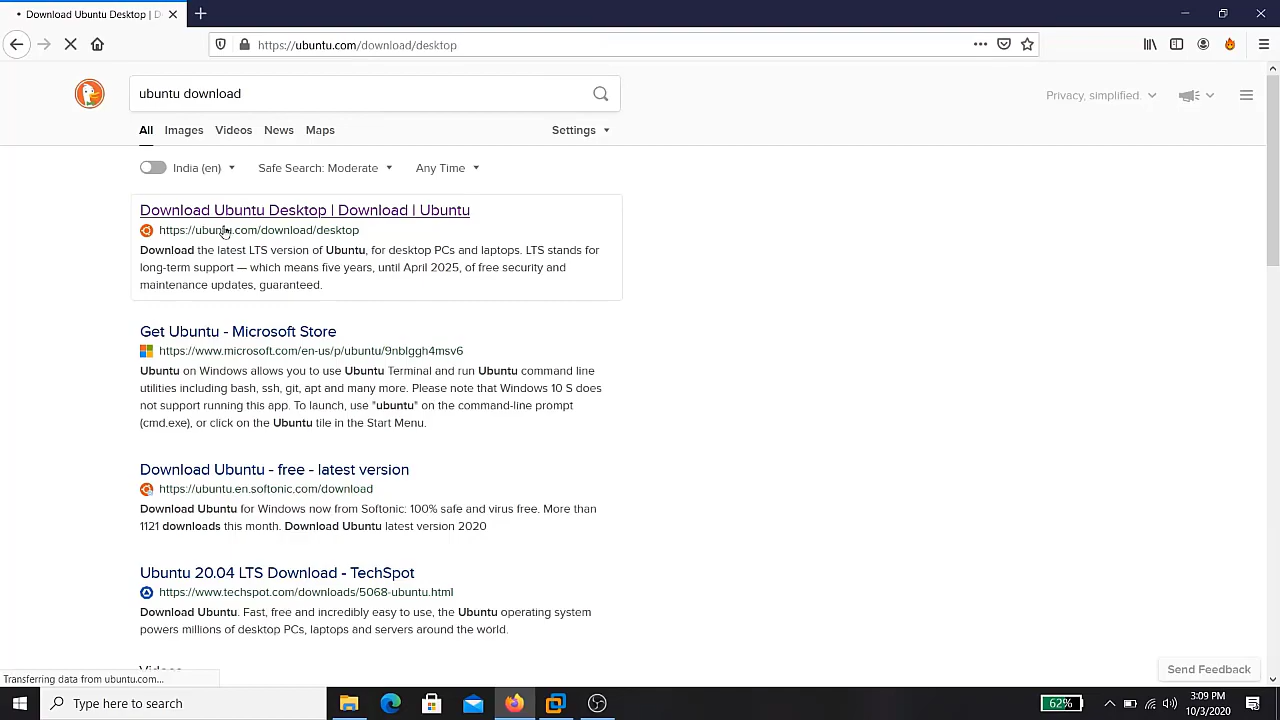 Download Ubuntu Desktop | D
https://ubuntu.com/download/desktop
ubuntu download
Privacy, simplified.
All Images Videos News Maps Settings
India (en) Safe Search: Moderate Any Time
Download Ubuntu Desktop | Download | Ubuntu
https://ubuntu.com/download/desktop
Download the latest LTS version of Ubuntu, for desktop PCs and laptops. LTS stands for
long-term support — which means five years, until April 2025, of free security and
maintenance updates, guaranteed.
Get Ubuntu - Microsoft Store
https://www.microsoft.com/en-us/p/ubuntu/9nblggh4msv6
Ubuntu on Windows allows you to use Ubuntu Terminal and run Ubuntu command line
utilities including bash, ssh, git, apt and many more. Please note that Windows 10 S does
not support running this app. To launch, use "ubuntu" on the command-line prompt
(cmd.exe), or click on the Ubuntu tile in the Start Menu.
Download Ubuntu - free - latest version
https://ubuntu.en.softonic.com/download
Download Ubuntu for Windows now from Softonic: 100% safe and virus free. More than
1121 downloads this month. Download Ubuntu latest version 2020
Ubuntu 20.04 LTS Download - TechSpot
https://www.techspot.com/downloads/5068-ubuntu.html
Download Ubuntu. Fast, free and incredibly easy to use, the Ubuntu operating system
powers millions of desktop PCs, laptops and servers around the world.
Videos
Send Feedback
Transferring data from ubuntu.com...
Type here to search
62%
3:09 PM
10/3/2020